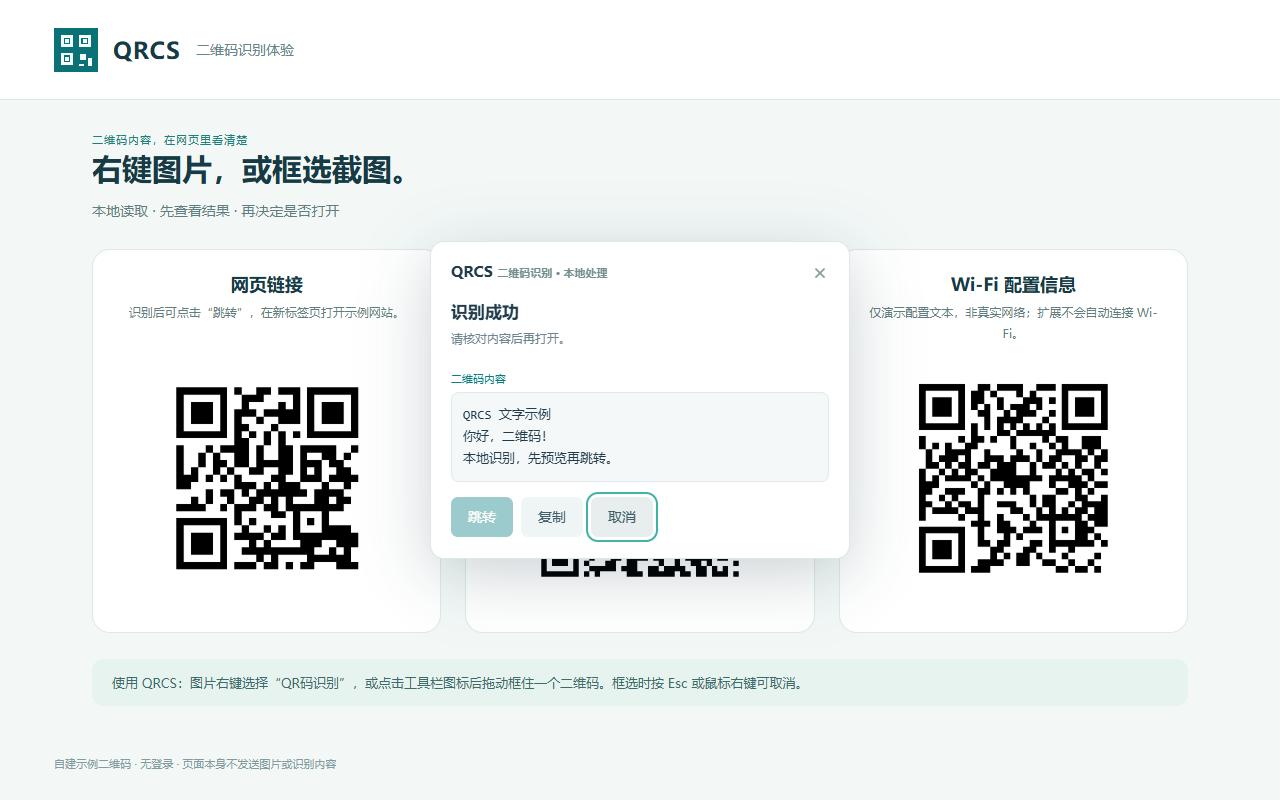 QRCS 二维码识别体验
二维码内容，在网页里看清楚
右键图片，或框选截图。
本地读取 · 先查看结果 · 再决定是否打开
网页链接
识别后可点击“跳转”，在新标签页打开示例网站。
QRCS 二维码识别 • 本地处理
识别成功
请核对内容后再打开。
二维码内容
QRCS 文字示例
你好，二维码！
本地识别，先预览再跳转。
跳转 复制 取消
Wi-Fi 配置信息
仅演示配置文本，非真实网络；扩展不会自动连接 Wi-
Fi。
使用 QRCS：图片右键选择“QR码识别”，或点击工具栏图标后拖动框住一个二维码。框选时按 Esc 或鼠标右键可取消。
自建示例二维码 · 无登录 · 页面本身不发送图片或识别内容